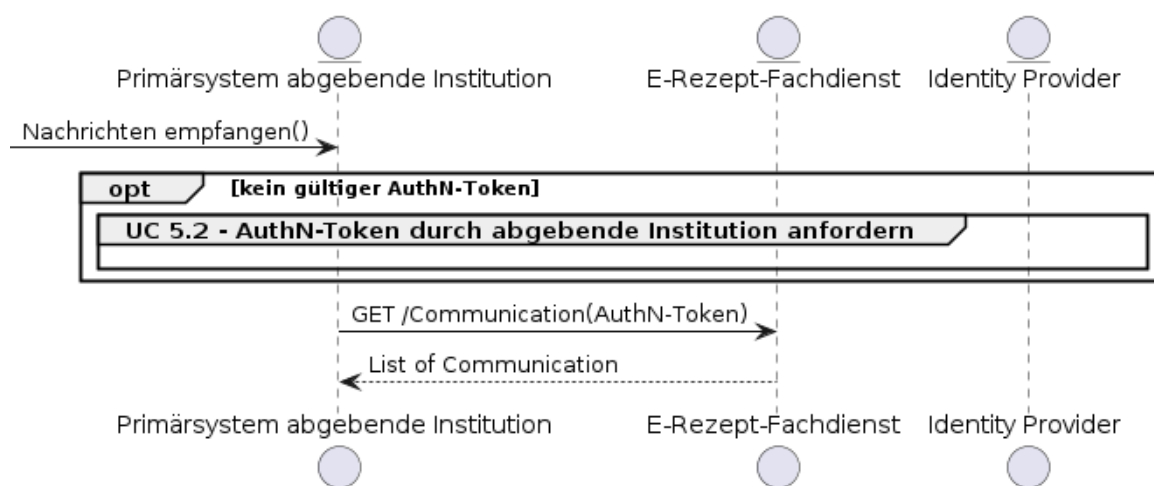 Primärsystem abgebende Institution E-Rezept-Fachdienst Identity Provider
Nachrichten empfangen()
opt [kein gültiger AuthN-Token]
UC 5.2 - AuthN-Token durch abgebende Institution anfordern
GET /Communication(AuthN-Token)
List of Communication
Primärsystem abgebende Institution E-Rezept-Fachdienst Identity Provider